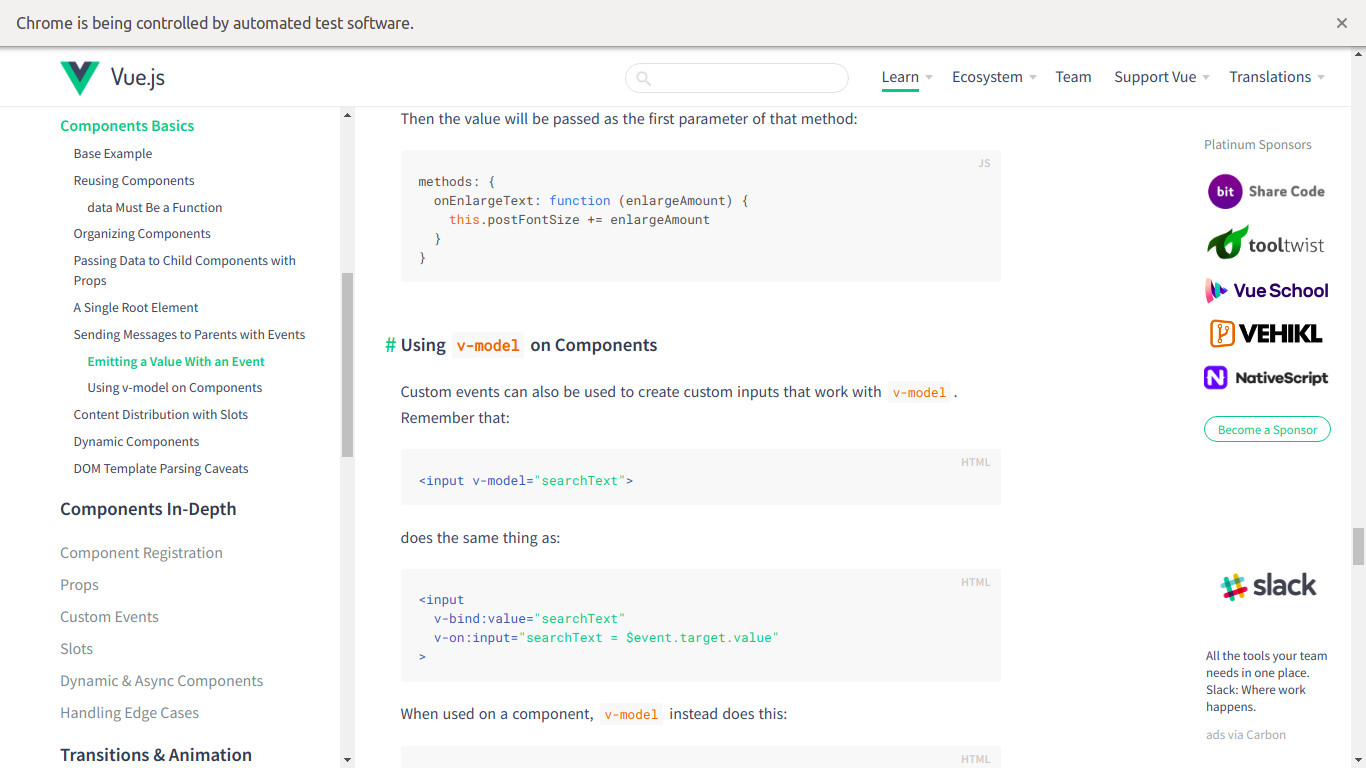 Chrome is being controlled by automated test software.
Vue.js
Learn
Ecosystem
Team
Support Vue
Translations
Components Basics
Base Example
Reusing Components
data Must Be a Function
Organizing Components
Passing Data to Child Components with
Props
A Single Root Element
Sending Messages to Parents with Events
Emitting a Value With an Event
Using v-model on Components
Content Distribution with Slots
Dynamic Components
DOM Template Parsing Caveats
Components In-Depth
Component Registration
Props
Custom Events
Slots
Dynamic & Async Components
Handling Edge Cases
Transitions & Animation
Then the value will be passed as the first parameter of that method:
JS
methods: {
  onEnlargeText: function (enlargeAmount) {
    this.postFontSize += enlargeAmount
  }
}
# Using v-model on Components
Custom events can also be used to create custom inputs that work with v-model .
Remember that:
HTML
<input v-model="searchText">
does the same thing as:
HTML
<input
  v-bind:value="searchText"
  v-on:input="searchText = $event.target.value"
>
When used on a component, v-model instead does this:
HTML
Platinum Sponsors
bit Share Code
tooltwist
Vue School
VEHIKL
N NativeScript
Become a Sponsor
slack
All the tools your team
needs in one place.
Slack: Where work
happens.
ads via Carbon